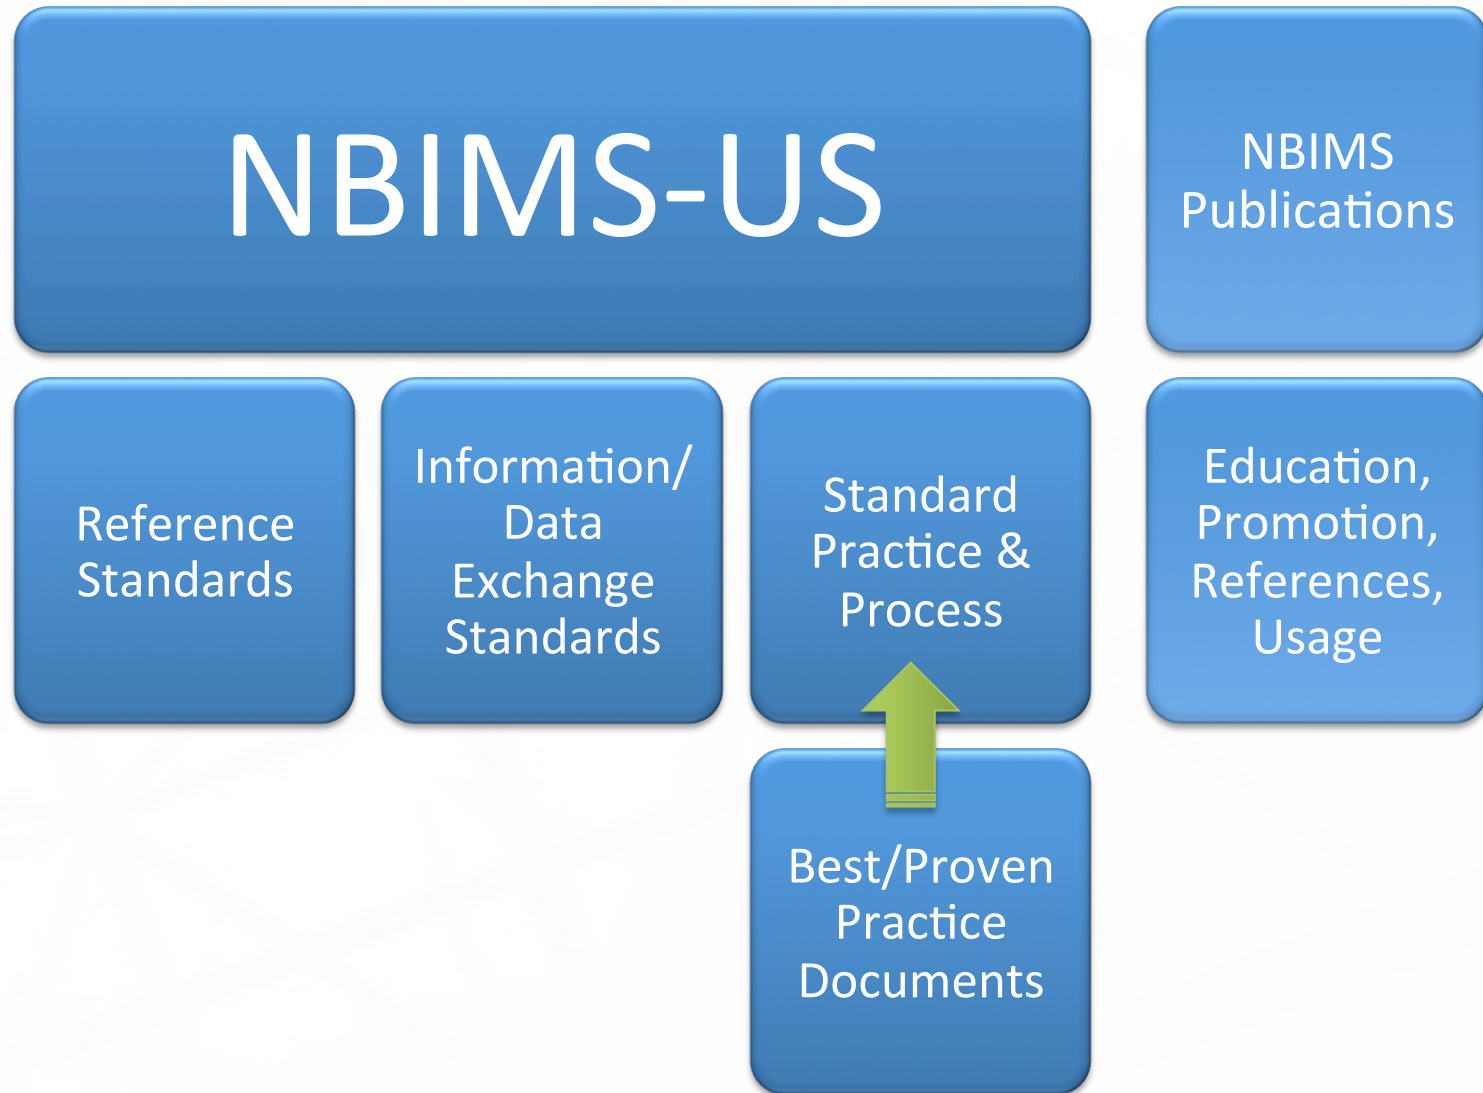 NBIMS-US
NBIMS
Publications
Reference
Standards
Information/
Data
Exchange
Standards
Standard
Practice &
Process
Education,
Promotion,
References,
Usage
Best/Proven
Practice
Documents